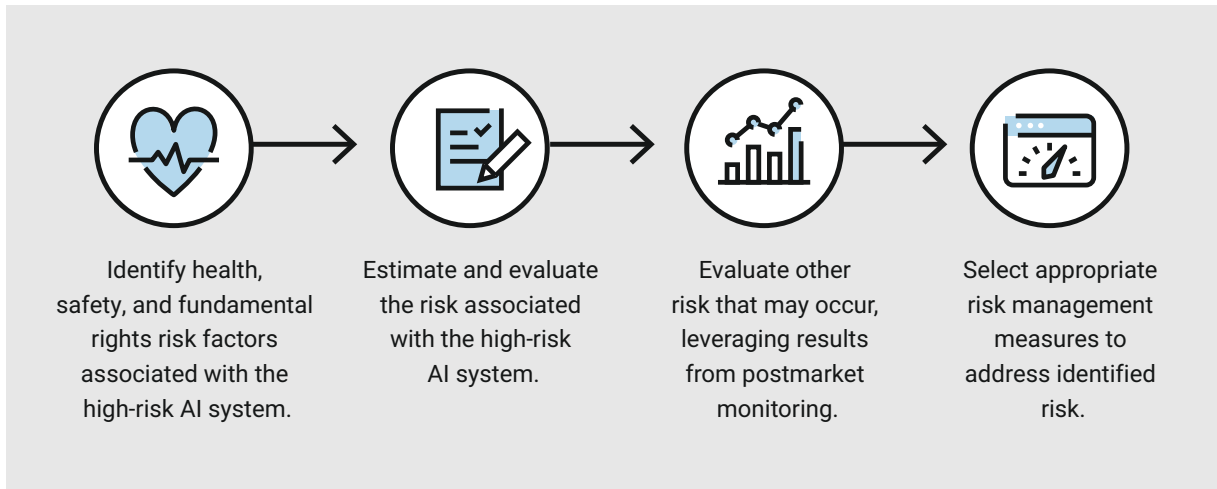 Identify health,
safety, and fundamental
rights risk factors
associated with the
high-risk AI system.
Estimate and evaluate
the risk associated
with the high-risk
AI system.
Evaluate other
risk that may occur,
leveraging results
from postmarket
monitoring.
Select appropriate
risk management
measures to
address identified
risk.